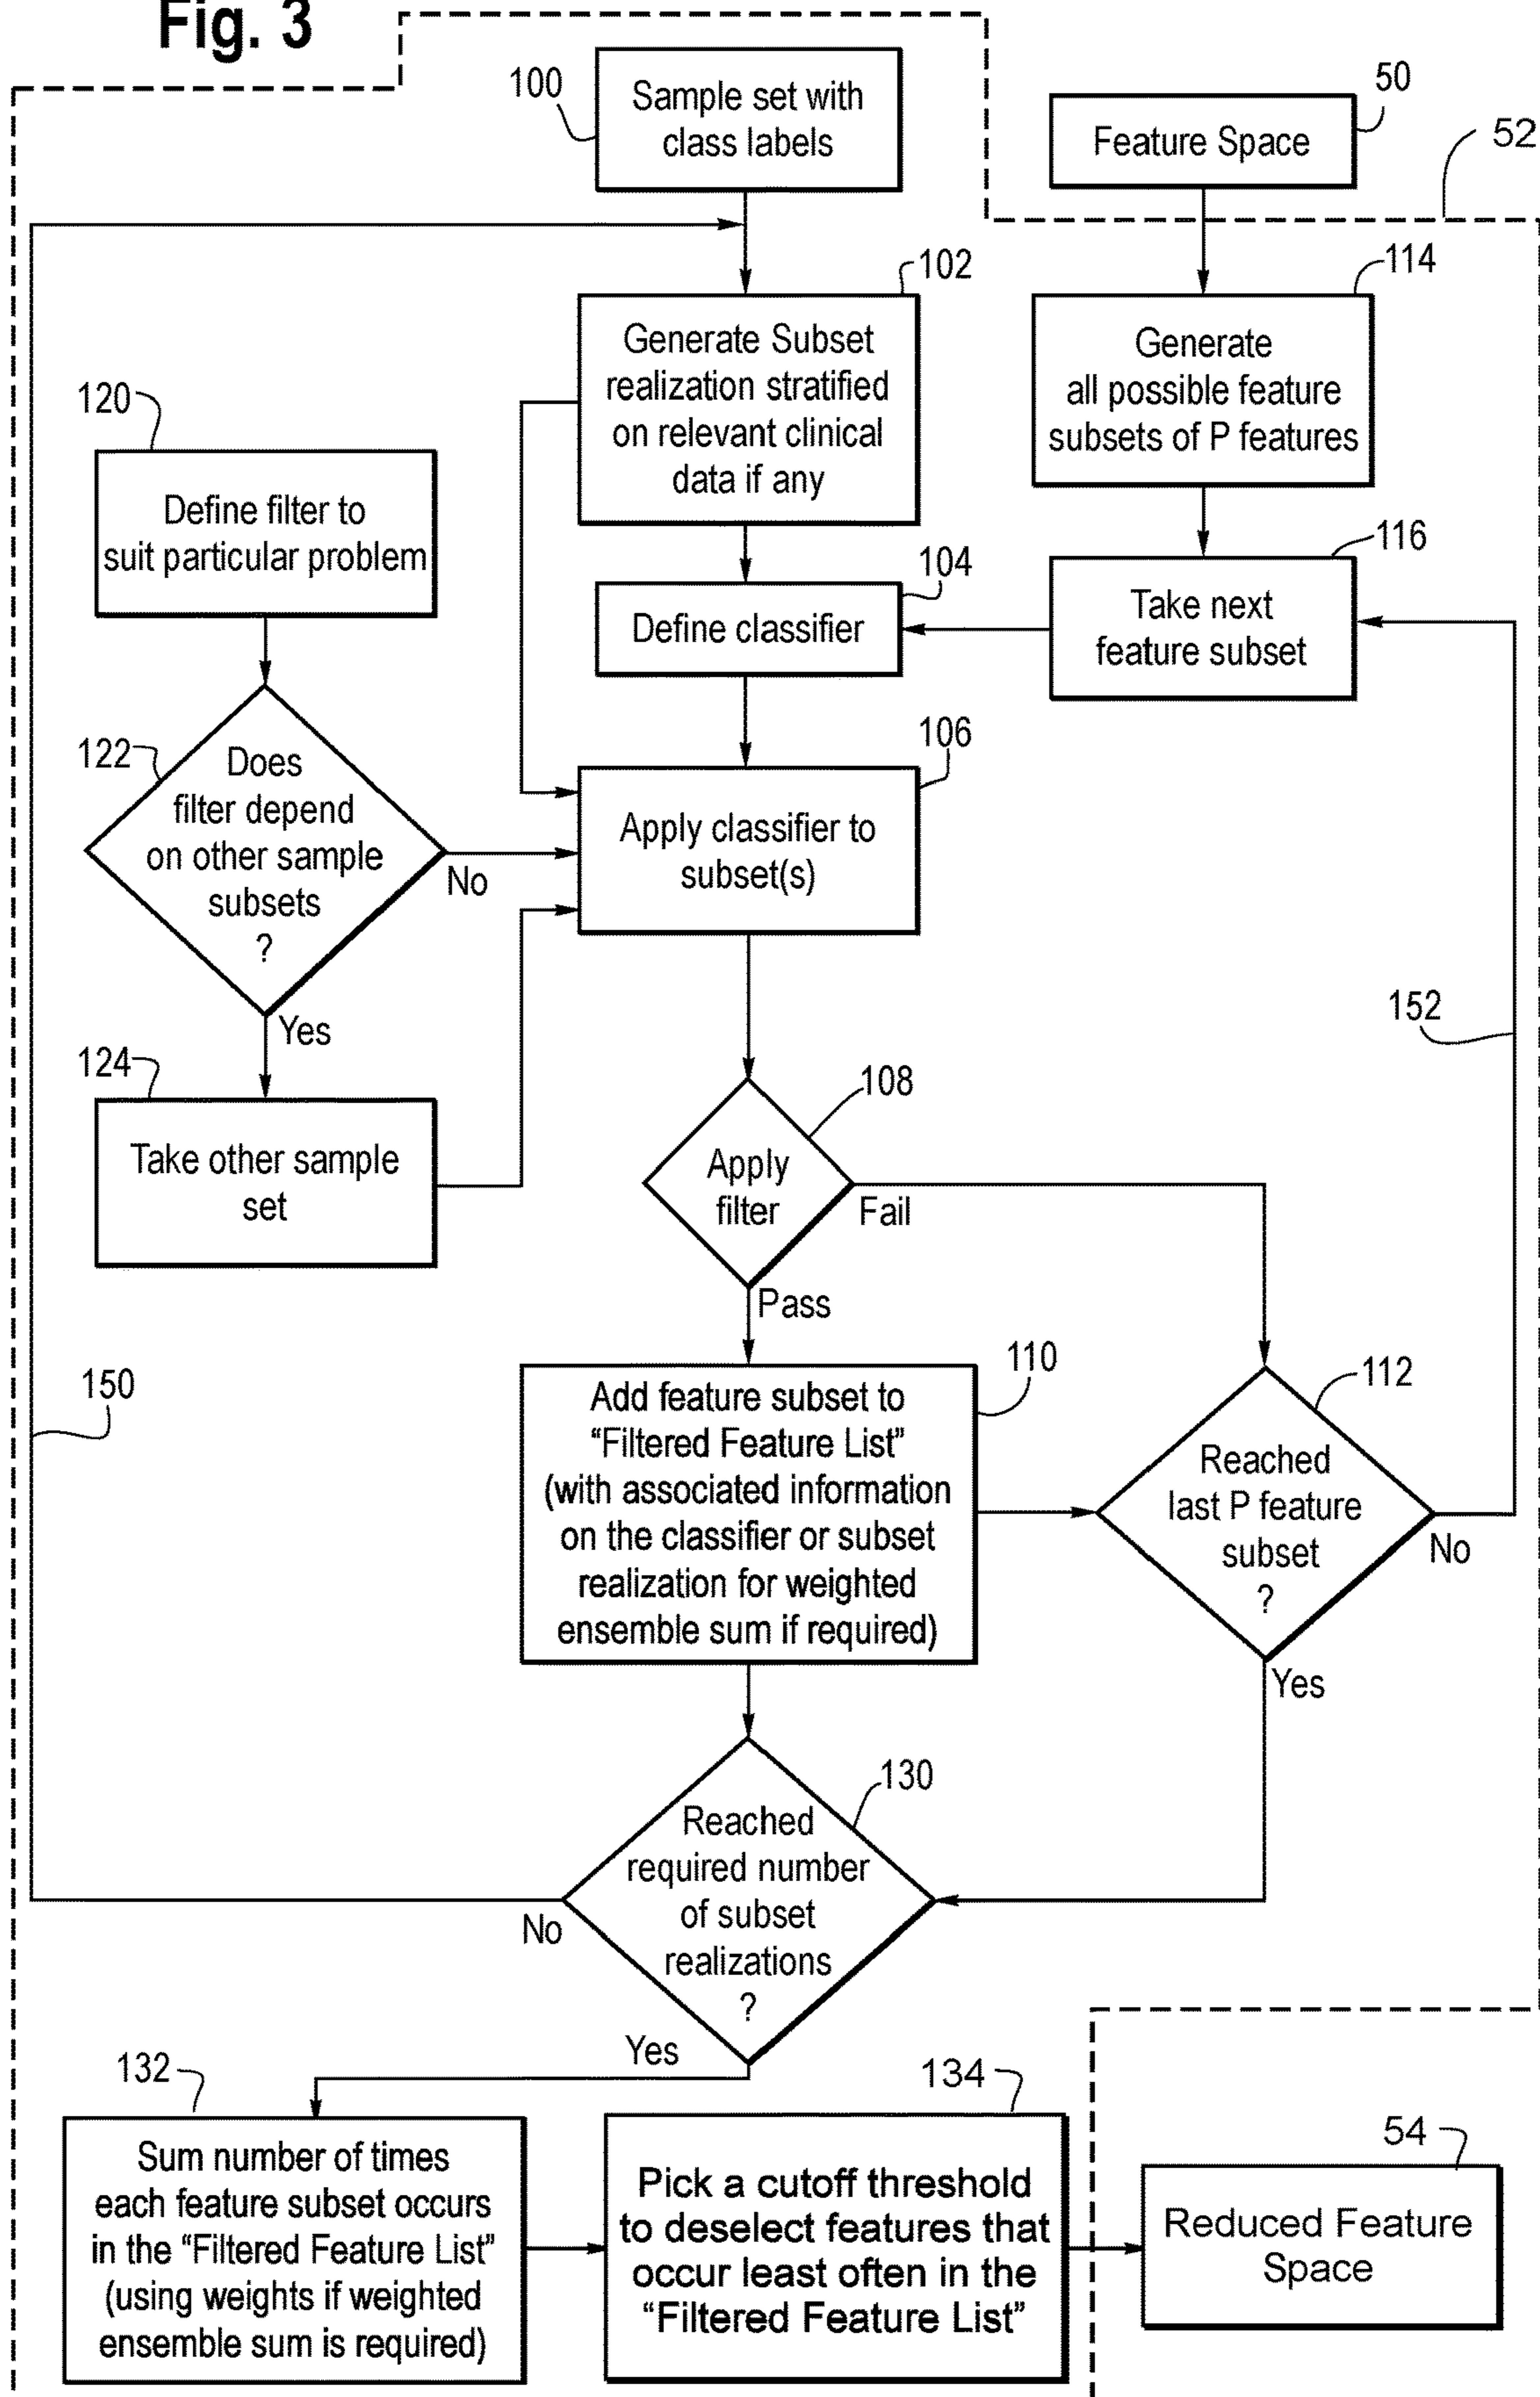 Fig. 3
100
Sample set with
class labels
50
Feature Space
52
102
Generate Subset
realization stratified
on relevant clinical
data if any
114
Generate
all possible feature
subsets of P features
120
Define filter to
suit particular problem
104
Define classifier
116
Take next
feature subset
122
Does
filter depend
on other sample
subsets
?
No
Yes
106
Apply classifier to
subset(s)
124
Take other sample
set
152
108
Apply
filter
Fail
Pass
150
110
Add feature subset to
“Filtered Feature List”
(with associated information
on the classifier or subset
realization for weighted
ensemble sum if required)
112
Reached
last P feature
subset
?
No
Yes
130
Reached
required number
of subset
realizations
?
No
Yes
132
Sum number of times
each feature subset occurs
in the “Filtered Feature List”
(using weights if weighted
ensemble sum is required)
134
Pick a cutoff threshold
to deselect features that
occur least often in the
“Filtered Feature List”
54
Reduced Feature
Space